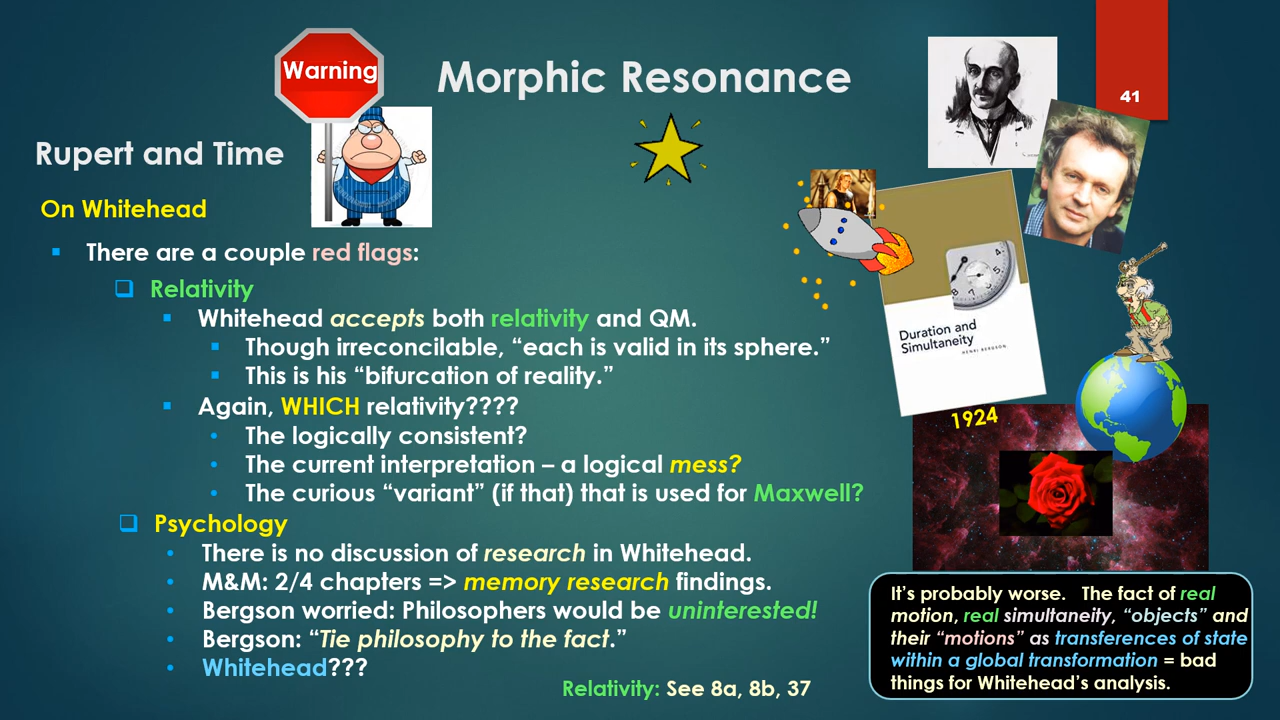 Warning
Morphic Resonance
41
Rupert and Time
On Whitehead
There are a couple red flags:
Relativity
Whitehead accepts both relativity and QM.
Though irreconcilable, “each is valid in its sphere.”
This is his “bifurcation of reality.”
Again, WHICH relativity????
The logically consistent?
The current interpretation – a logical mess?
The curious “variant” (if that) that is used for Maxwell?
Psychology
There is no discussion of research in Whitehead.
M&M: 2/4 chapters => memory research findings.
Bergson worried: Philosophers would be uninterested!
Bergson: “Tie philosophy to the fact.”
Whitehead???
Relativity: See 8a, 8b, 37
Duration and
Simultaneity
HENRI BERGSON
1924
It’s probably worse. The fact of real
motion, real simultaneity, “objects” and
their “motions” as transferences of state
within a global transformation = bad
things for Whitehead’s analysis.